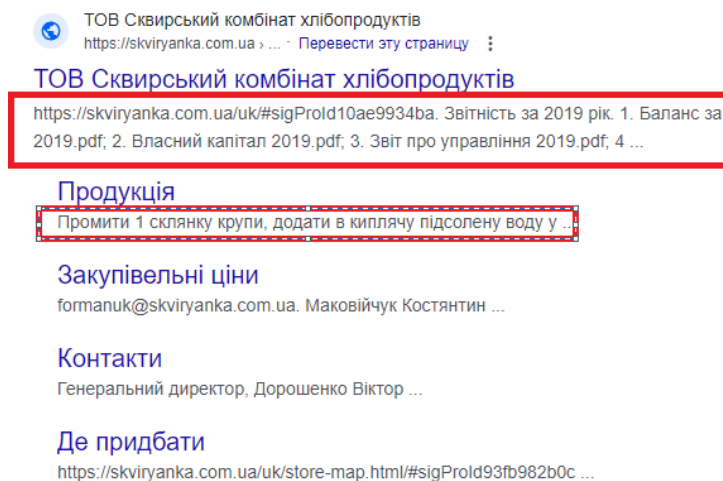 ТОВ Сквирський комбінат хлібопродуктів
https://skviryanka.com.ua › ... · Перевести эту страницу
ТОВ Сквирський комбінат хлібопродуктів
https://skviryanka.com.ua/uk/#sigProId10ae9934ba. Звітність за 2019 рік. 1. Баланс за
2019.pdf; 2. Власний капітал 2019.pdf; 3. Звіт про управління 2019.pdf; 4 ...
Продукція
Промити 1 склянку крупи, додати в киплячу підсолену воду у ...
Закупівельні ціни
formanuk@skviryanka.com.ua. Маковійчук Костянтин ...
Контакти
Генеральний директор, Дорошенко Віктор ...
Де придбати
https://skviryanka.com.ua/uk/store-map.html/#sigProId93fb982b0c ...